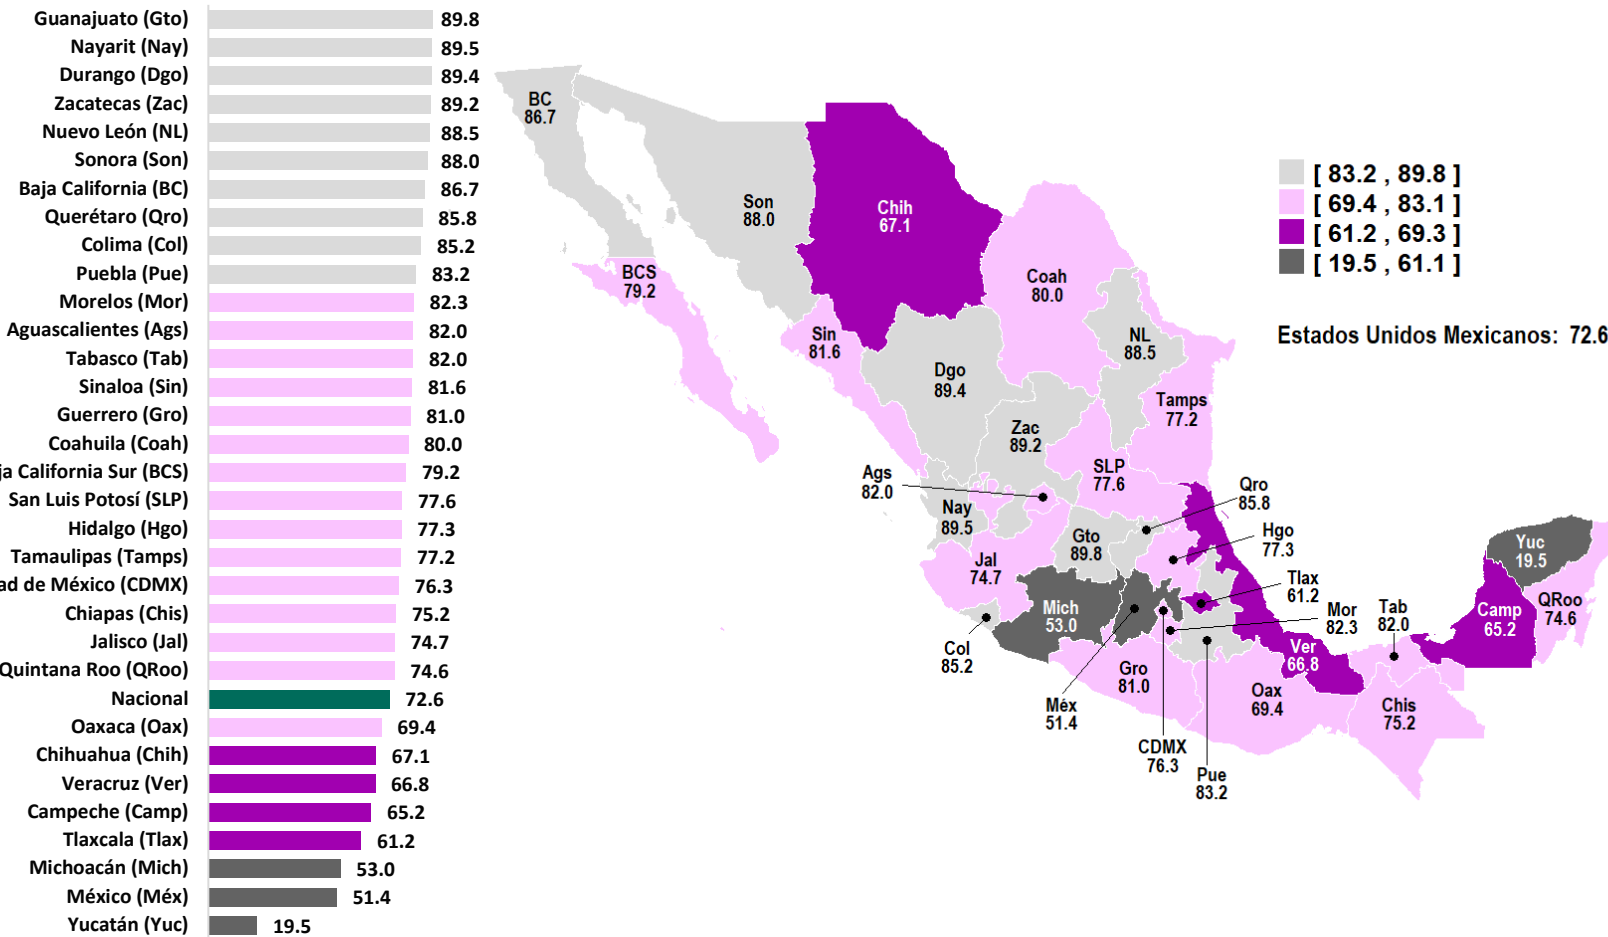 Guanajuato (Gto) 89.8
Nayarit (Nay) 89.5
Durango (Dgo) 89.4
Zacatecas (Zac) 89.2
Nuevo León (NL) 88.5
Sonora (Son) 88.0
Baja California (BC) 86.7
Querétaro (Qro) 85.8
Colima (Col) 85.2
Puebla (Pue) 83.2
Morelos (Mor) 82.3
Aguascalientes (Ags) 82.0
Tabasco (Tab) 82.0
Sinaloa (Sin) 81.6
Guerrero (Gro) 81.0
Coahuila (Coah) 80.0
ja California Sur (BCS) 79.2
San Luis Potosí (SLP) 77.6
Hidalgo (Hgo) 77.3
Tamaulipas (Tamps) 77.2
ad de México (CDMX) 76.3
Chiapas (Chis) 75.2
Jalisco (Jal) 74.7
Quintana Roo (QRoo) 74.6
Nacional 72.6
Oaxaca (Oax) 69.4
Chihuahua (Chih) 67.1
Veracruz (Ver) 66.8
Campeche (Camp) 65.2
Tlaxcala (Tlax) 61.2
Michoacán (Mich) 53.0
México (Méx) 51.4
Yucatán (Yuc) 19.5
BC
86.7
Son
88.0
Chih
67.1
BCS
79.2
Coah
80.0
Sin
81.6
NL
88.5
Dgo
89.4
Tamps
77.2
Zac
89.2
SLP
77.6
Ags
82.0
Qro
85.8
Nay
89.5
Gto
89.8
Hgo
77.3
Jal
74.7
Tlax
61.2
Mich
53.0
Mor
82.3
Tab
82.0
Col
85.2
Gro
81.0
Méx
51.4
CDMX
76.3
Pue
83.2
Ver
66.8
Oax
69.4
Chis
75.2
Camp
65.2
Yuc
19.5
QRoo
74.6
[ 83.2 , 89.8 ]
[ 69.4 , 83.1 ]
[ 61.2 , 69.3 ]
[ 19.5 , 61.1 ]
Estados Unidos Mexicanos: 72.6